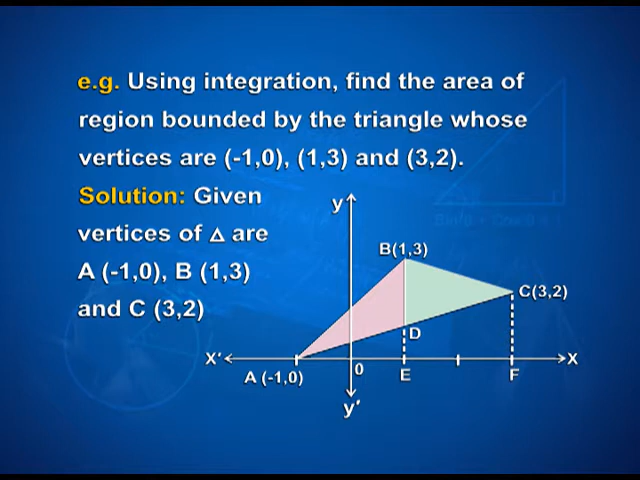 e.g. Using integration, find the area of
region bounded by the triangle whose
vertices are (-1,0), (1,3) and (3,2).
Solution: Given
vertices of △ are
A (-1,0), B (1,3)
and C (3,2)
y
B(1,3)
C(3,2)
D
X′
X
A (-1,0)
0
E
F
y′